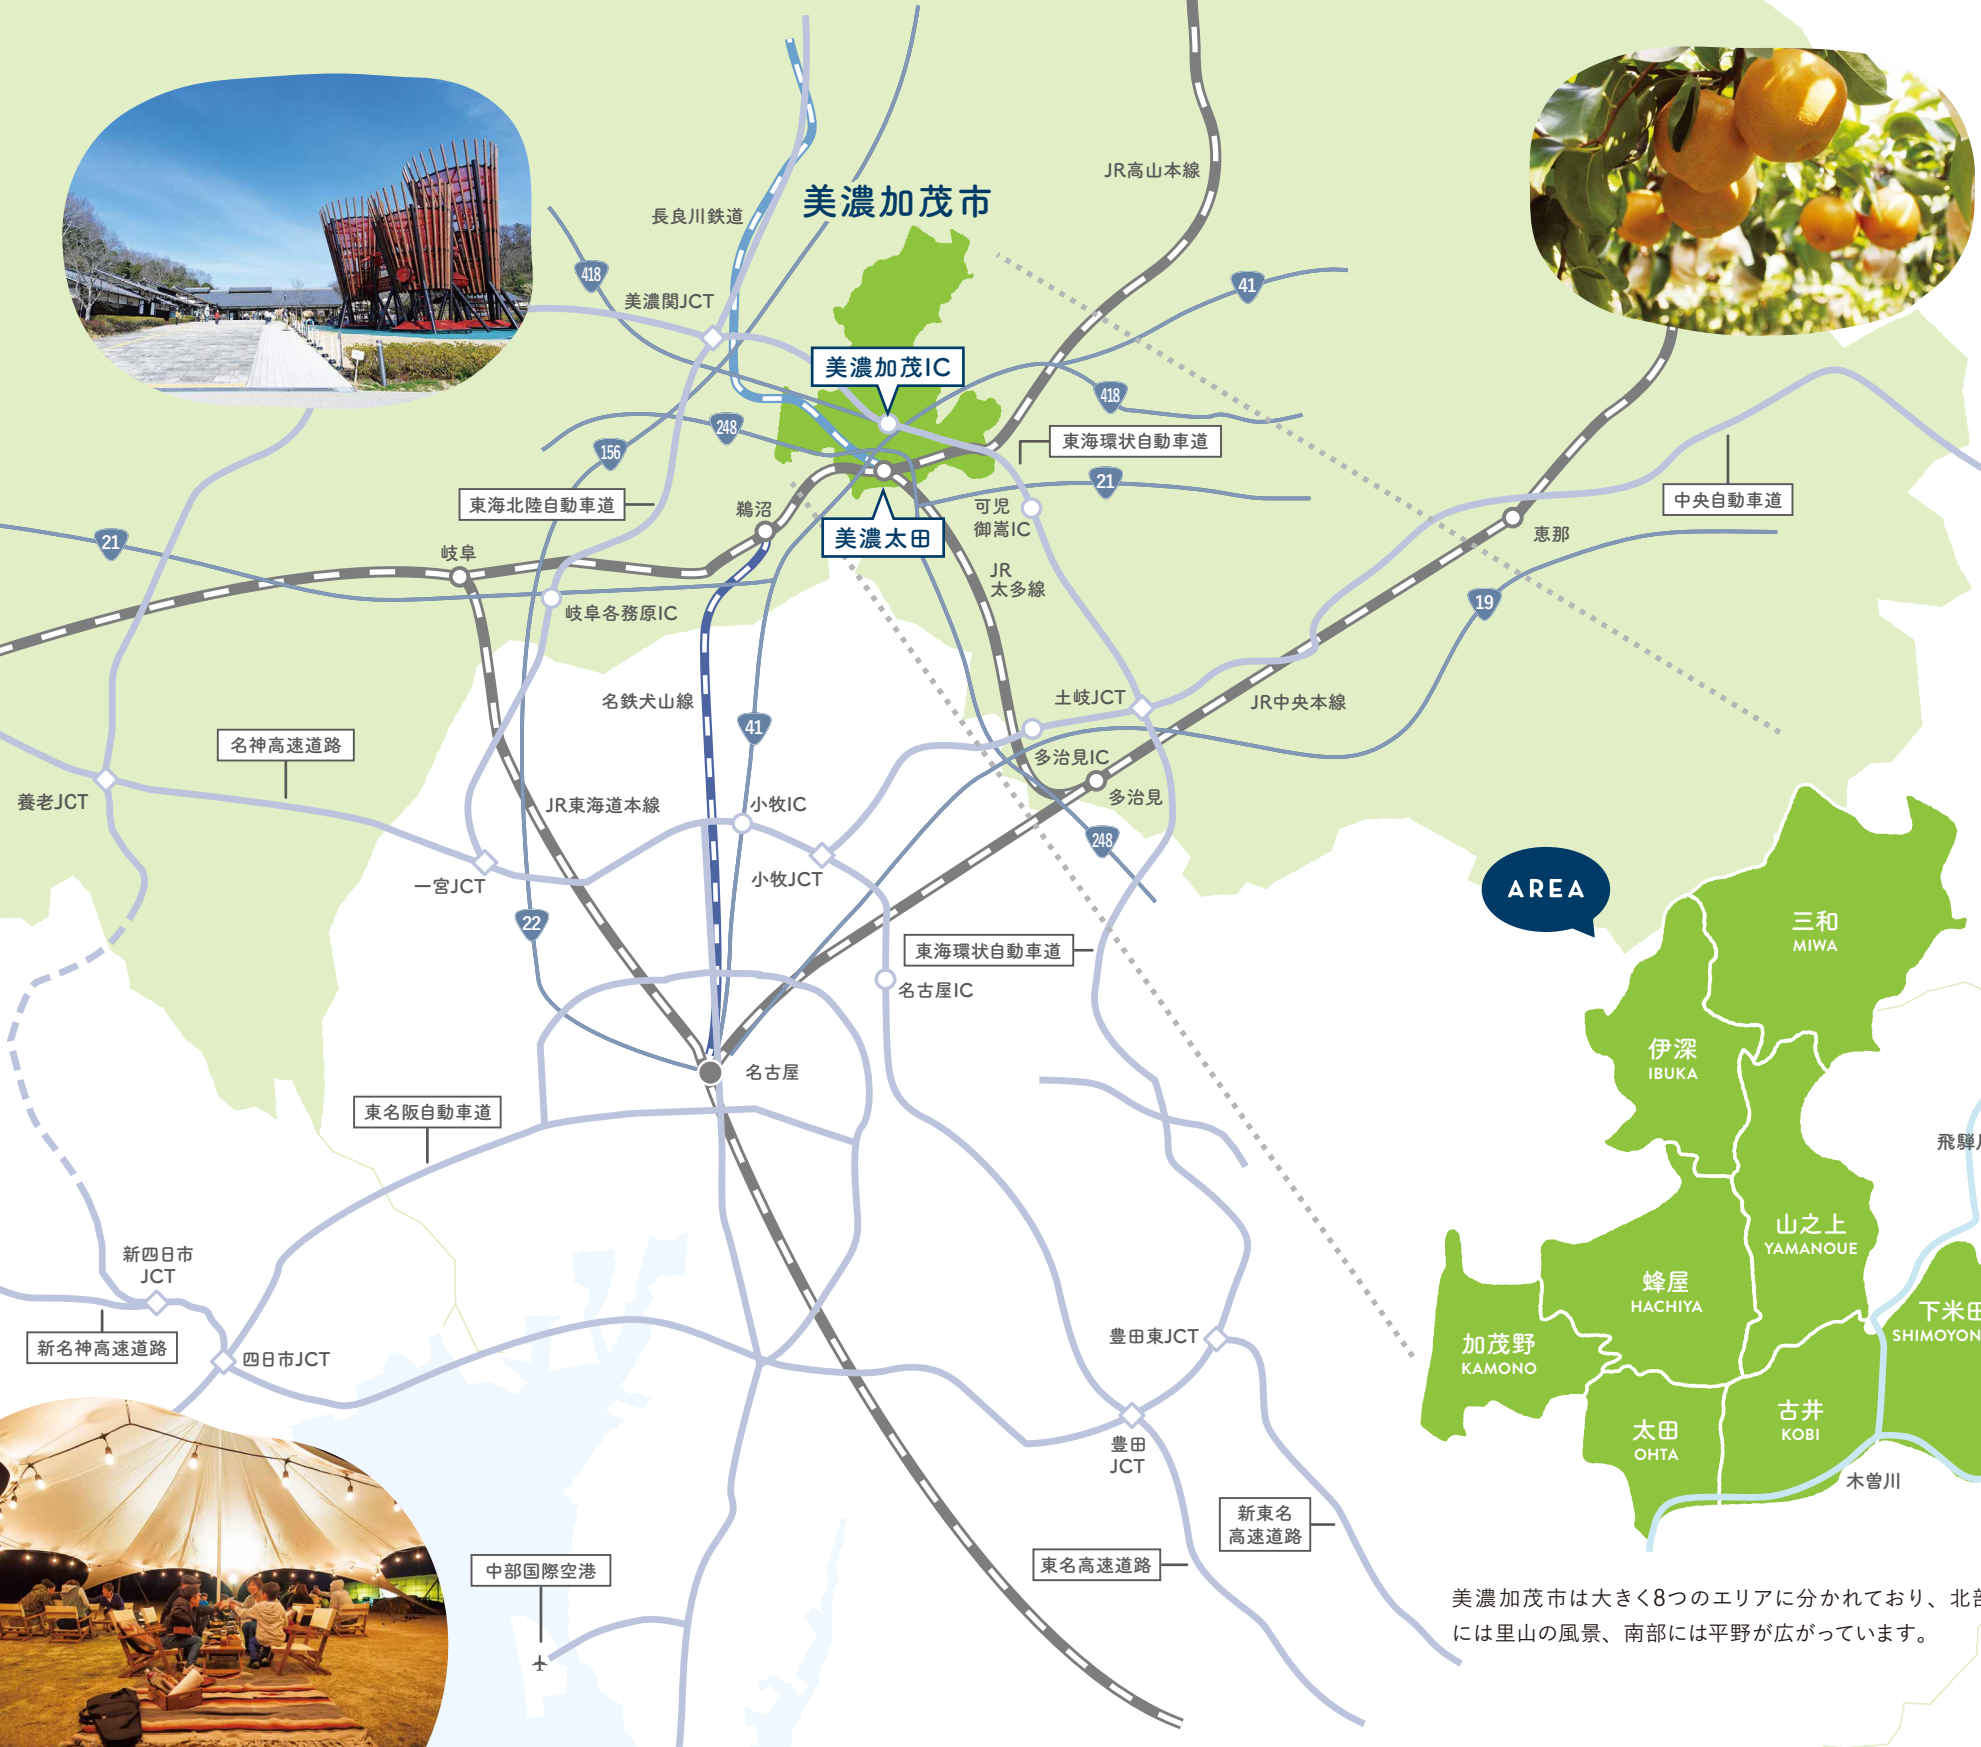 JR高山本線
美濃加茂市
長良川鉄道
418
41
美濃関JCT
美濃加茂IC
418
248
東海環状自動車道
156
21
東海北陸自動車道
中央自動車道
鵜沼
可児
御嵩IC
美濃太田
恵那
21
岐阜
JR
太多線
岐阜各務原IC
19
名鉄犬山線
土岐JCT
JR中央本線
41
名神高速道路
多治見IC
養老JCT
JR東海道本線
小牧IC
多治見
248
小牧JCT
一宮JCT
AREA
22
三和
MIWA
東海環状自動車道
名古屋IC
伊深
IBUKA
名古屋
東名阪自動車道
飛騨川
山之上
YAMANOUE
新四日市
JCT
蜂屋
HACHIYA
下米田
SHIMOYON
新名神高速道路
四日市JCT
豊田東JCT
加茂野
KAMONO
古井
KOBI
太田
OHTA
豊田
JCT
木曽川
新東名
高速道路
東名高速道路
中部国際空港
美濃加茂市は大きく8つのエリアに分かれており、北部
には里山の風景、南部には平野が広がっています。